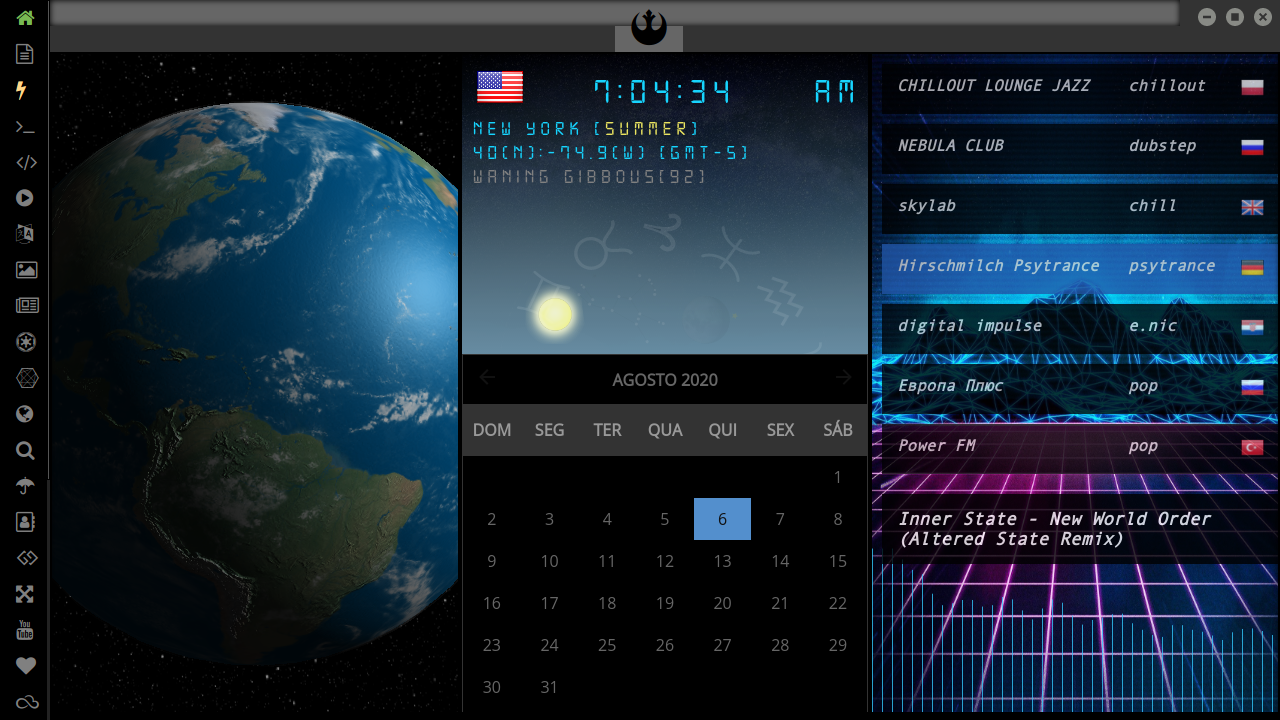 7:04:34 AM
NEW YORK (SUMMER)
40(N):-74.9(W) (GMT-5)
WANING GIBBOUS(92)
AGOSTO 2020
DOM SEG TER QUA QUI SEX SÁB
1
2 3 4 5 6 7 8
9 10 11 12 13 14 15
16 17 18 19 20 21 22
23 24 25 26 27 28 29
30 31
CHILLOUT LOUNGE JAZZ chillout
NEBULA CLUB dubstep
skylab chill
Hirschmilch Psytrance psytrance
digital impulse e.nic
Европа Плюс pop
Power FM pop
Inner State - New World Order
(Altered State Remix)
You
Tube